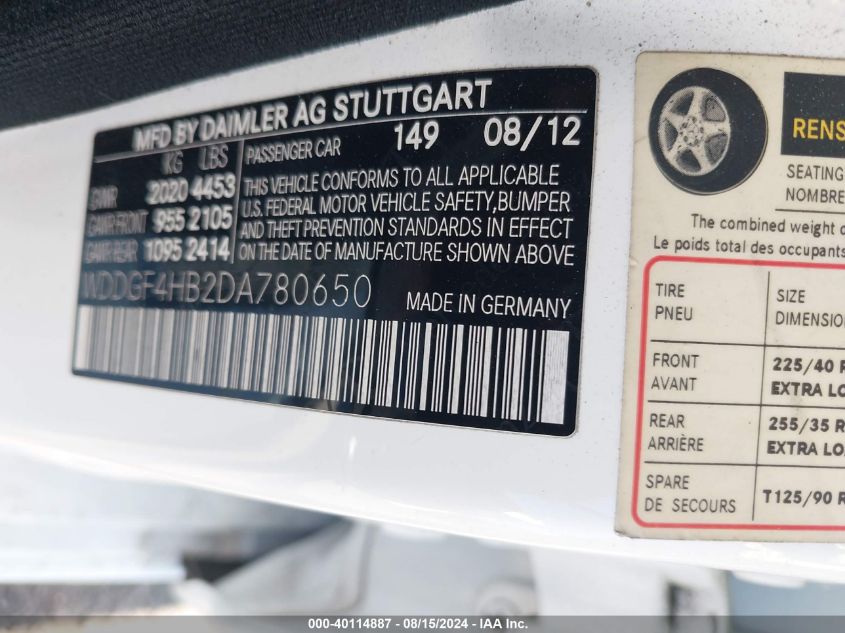 MFD BY DAIMLER AG STUTTGART
KG LBS PASSENGER CAR 149 08/12
GVWR 2020 4453
GAWR FRONT 955 2105
GAWR REAR 1095 2414
THIS VEHICLE CONFORMS TO ALL APPLICABLE
U.S. FEDERAL MOTOR VEHICLE SAFETY, BUMPER
AND THEFT PREVENTION STANDARDS IN EFFECT
ON THE DATE OF MANUFACTURE SHOWN ABOVE
WDDGF4HB2DA780650 MADE IN GERMANY
RENS
SEATING
NOMBRE
The combined weight o
Le poids total des occupants
TIRE SIZE
PNEU DIMENSION
FRONT 225/40 R
AVANT EXTRA LO
REAR 255/35 R
ARRIÈRE EXTRA LOA
SPARE T125/90 R
DE SECOURS
000-40114887 - 08/15/2024 - IAA Inc.